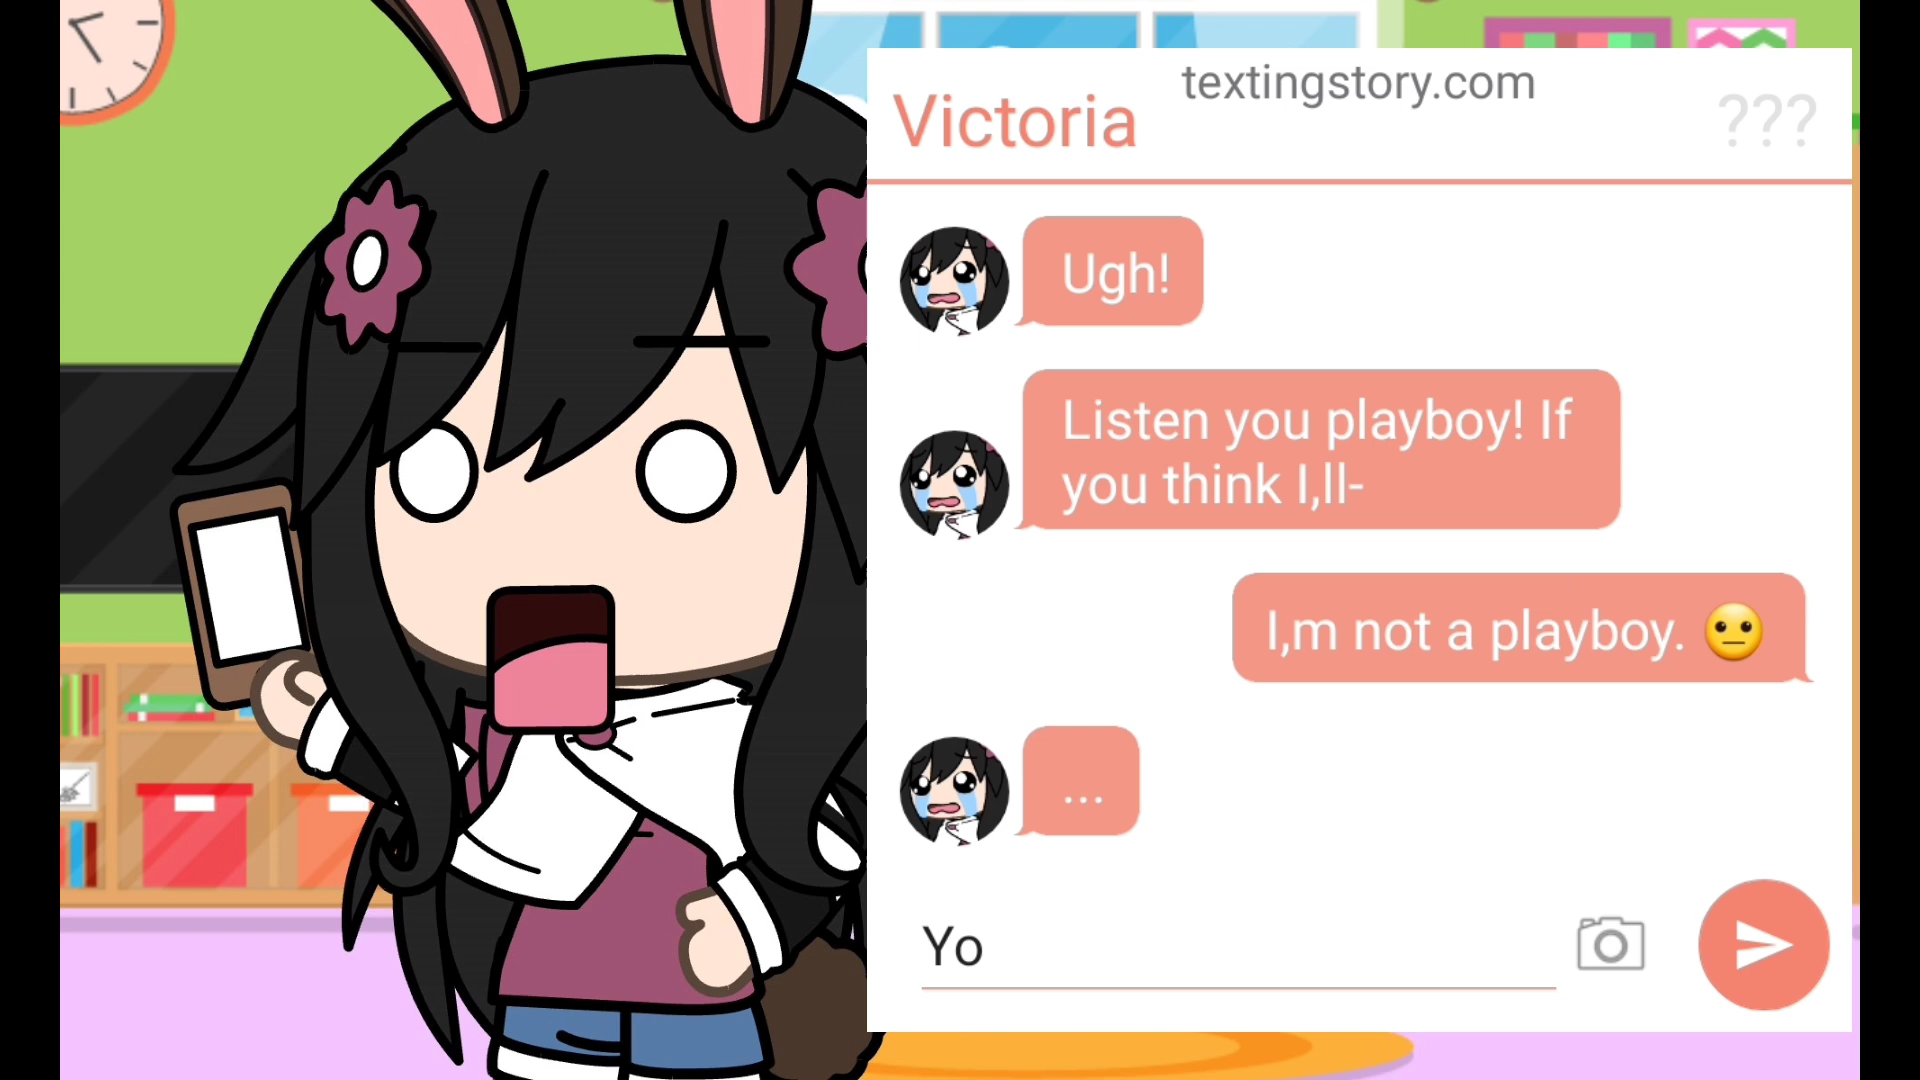 textingstory.com
Victoria
???
Ugh!
Listen you playboy! If
you think I,ll-
I,m not a playboy. 😐
...
Yo